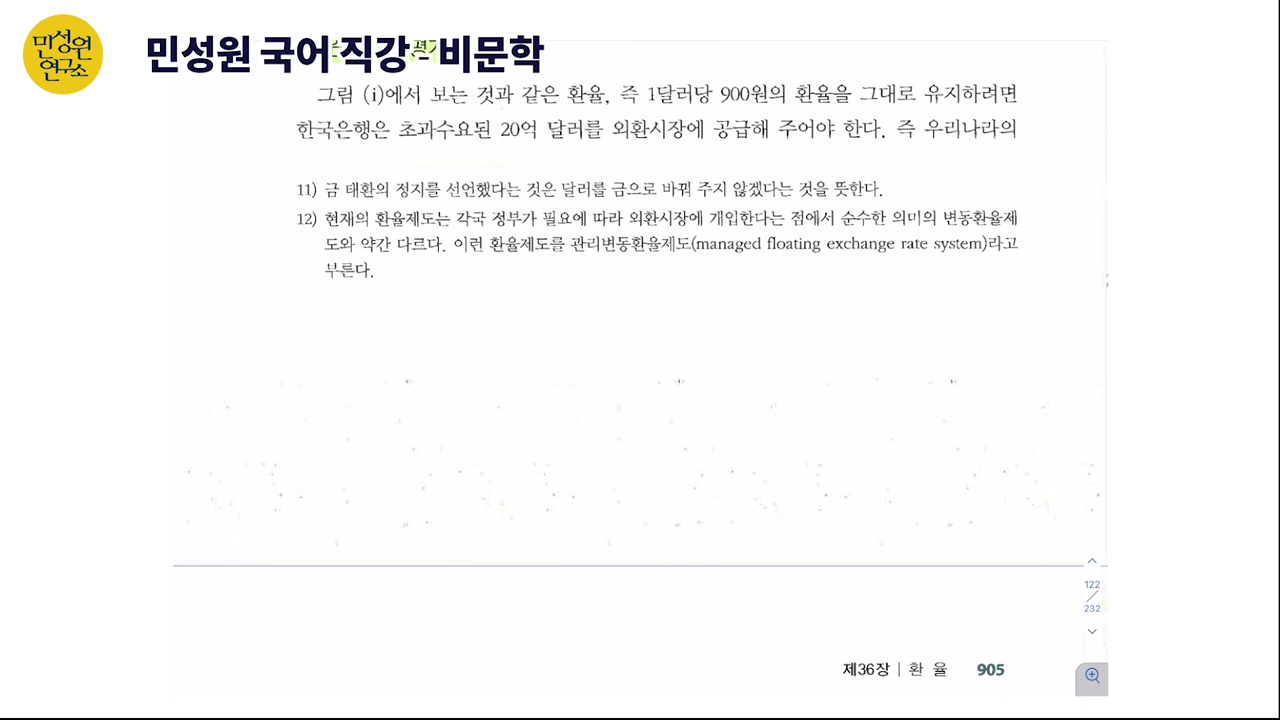 민성원
연구소
민성원 국어 직강 - 비문학
그림 (i)에서 보는 것과 같은 환율, 즉 1달러당 900원의 환율을 그대로 유지하려면
한국은행은 초과수요된 20억 달러를 외환시장에 공급해 주어야 한다. 즉 우리나라의
11) 금 태환의 정지를 선언했다는 것은 달러를 금으로 바꿔 주지 않겠다는 것을 뜻한다.
12) 현재의 환율제도는 각국 정부가 필요에 따라 외환시장에 개입한다는 점에서 순수한 의미의 변동환율제
도와 약간 다르다. 이런 환율제도를 관리변동환율제도(managed floating exchange rate system)라고
부른다.
122
232
제36장 | 환 율 905